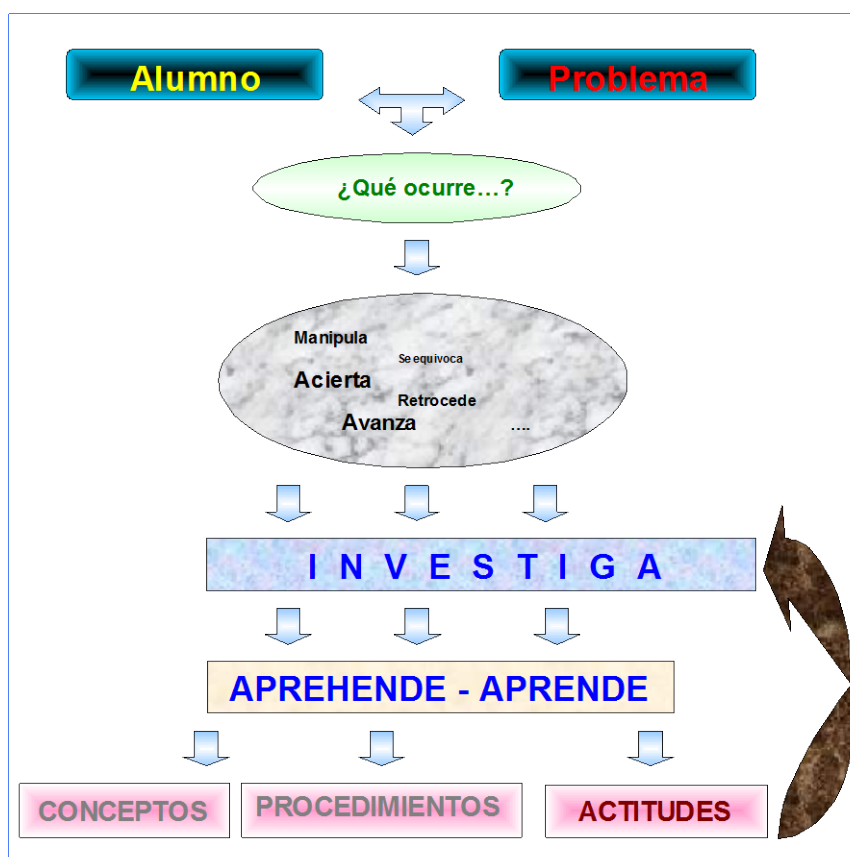 Alumno
Problema
¿Qué ocurre…?
Manipula
Se equivoca
Acierta
Retrocede
Avanza
....
I N V E S T I G A
APREHENDE - APRENDE
CONCEPTOS
PROCEDIMIENTOS
ACTITUDES